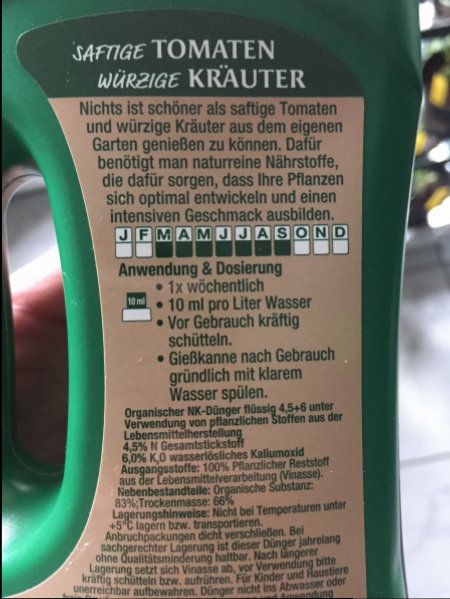 SAFTIGE TOMATEN
WÜRZIGE KRÄUTER
Nichts ist schöner als saftige Tomaten
und würzige Kräuter aus dem eigenen
Garten genießen zu können. Dafür
benötigt man naturreine Nährstoffe,
die dafür sorgen, dass Ihre Pflanzen
sich optimal entwickeln und einen
intensiven Geschmack ausbilden.
J F M A M J J A S O N D
Anwendung & Dosierung
• 1x wöchentlich
10 ml
• 10 ml pro Liter Wasser
• Vor Gebrauch kräftig
schütteln.
• Gießkanne nach Gebrauch
gründlich mit klarem
Wasser spülen.
Organischer NK-Dünger flüssig 4,5+6 unter
Verwendung von pflanzlichen Stoffen aus der
Lebensmittelherstellung
4,5% N Gesamtstickstoff
6,0% K₂O wasserlösliches Kaliumoxid
Ausgangsstoffe: 100% Pflanzlicher Reststoff
aus der Lebensmittelverarbeitung (Vinasse).
Nebenbestandteile: Organische Substanz:
83%;Trockenmasse: 66%
Lagerungshinweise: Nicht bei Temperaturen unter
+5°C lagern bzw. transportieren.
Anbruchpackungen dicht verschließen. Bei
sachgerechter Lagerung ist dieser Dünger jahrelang
ohne Qualitätsminderung haltbar. Nach längerer
Lagerung setzt sich Vinasse ab, vor Verwendung bitte
kräftig schütteln bzw. aufrühren. Für Kinder und Haustiere
unerreichbar aufbewahren. Dünger nicht ins Abwasser oder